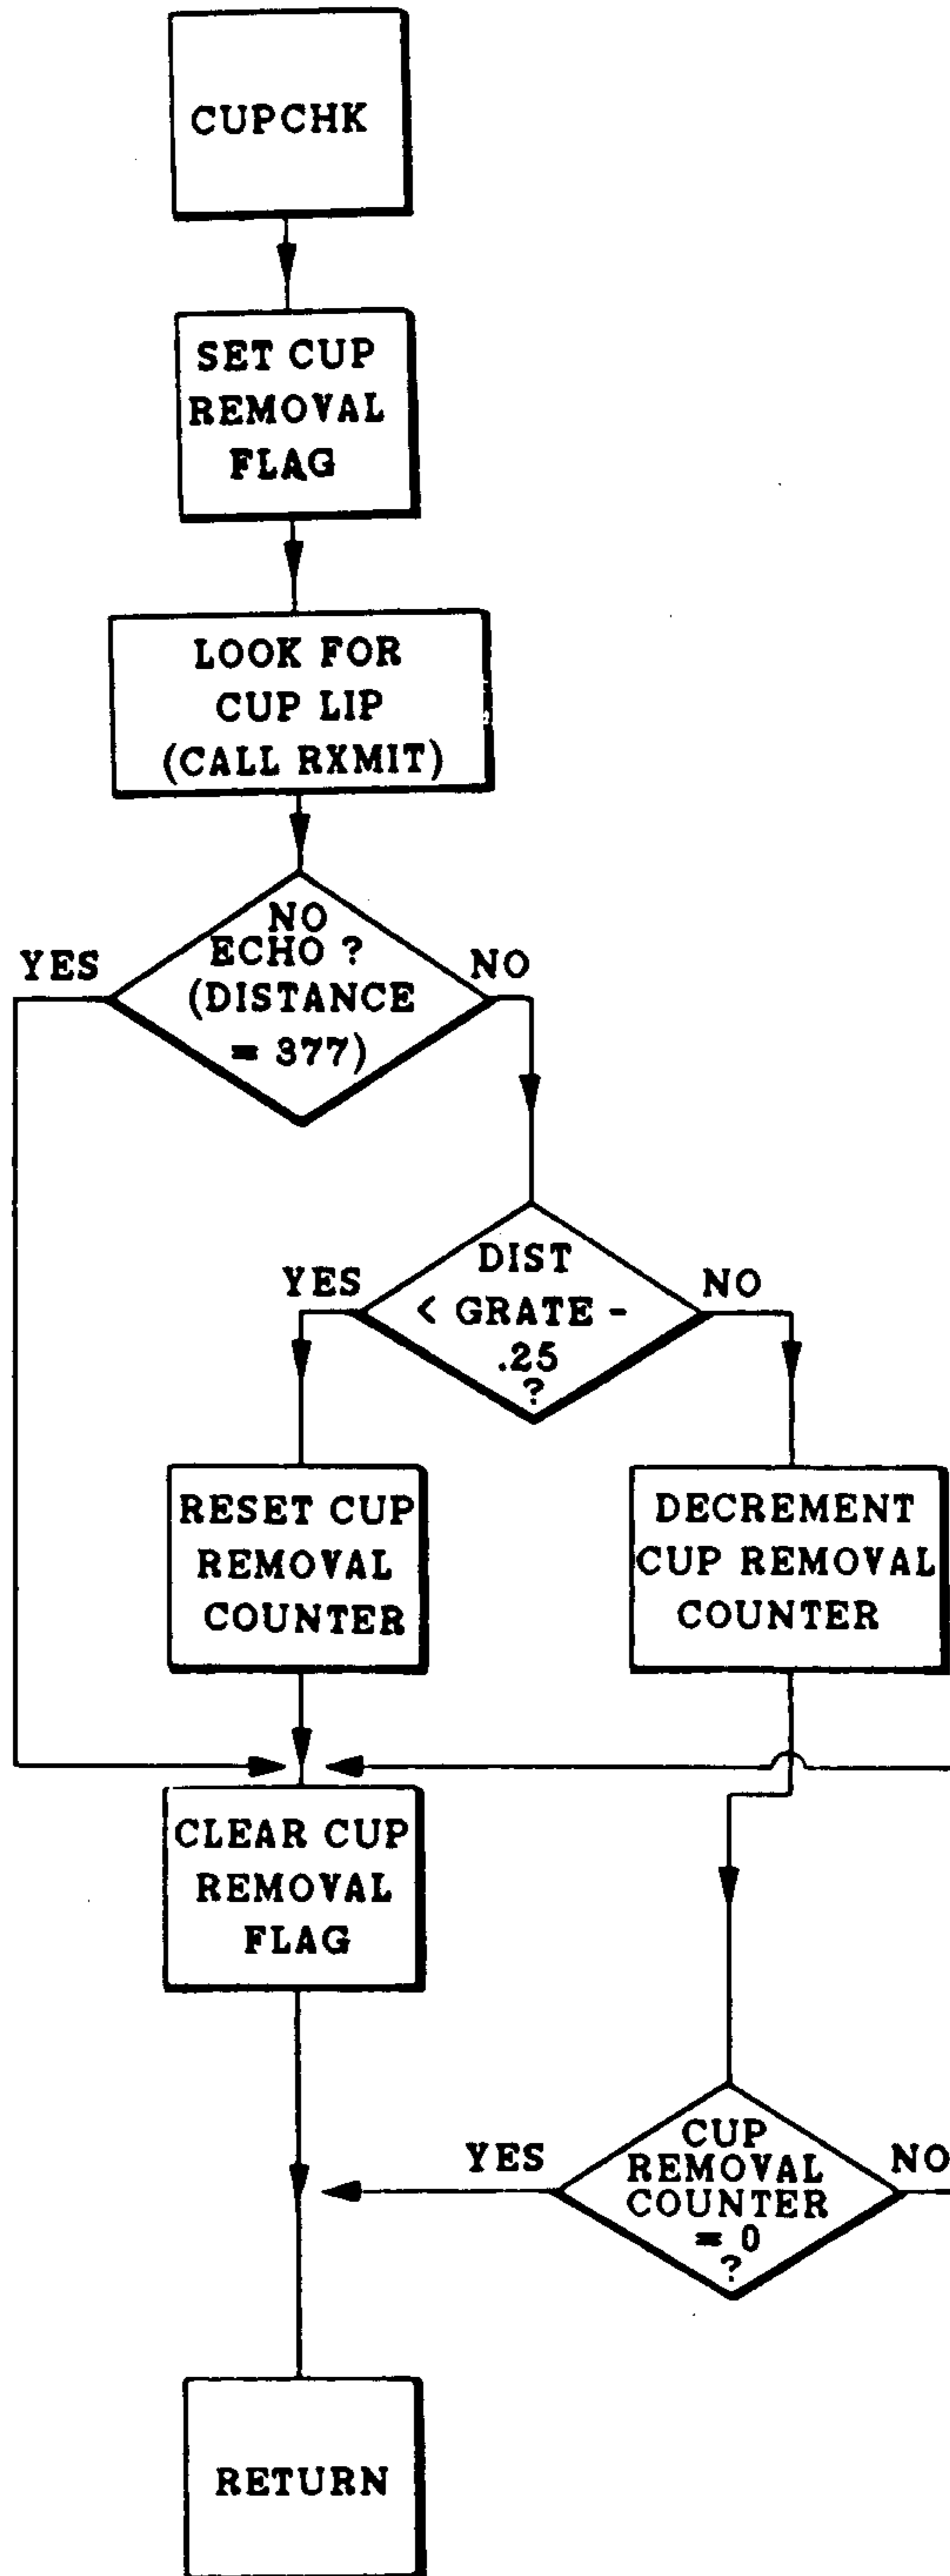 CUPCHK
SET CUP
REMOVAL
FLAG
LOOK FOR
CUP LIP
(CALL RXMIT)
NO
ECHO ?
(DISTANCE
= 377)
YES
NO
DIST
< GRATE -
.25
?
YES
NO
RESET CUP
REMOVAL
COUNTER
DECREMENT
CUP REMOVAL
COUNTER
CLEAR CUP
REMOVAL
FLAG
CUP
REMOVAL
COUNTER
= 0
?
YES
NO
RETURN